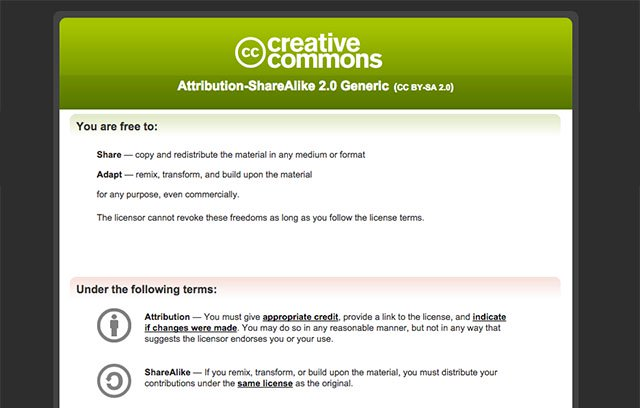 cc creative
commons
Attribution-ShareAlike 2.0 Generic (CC BY-SA 2.0)
You are free to:
Share — copy and redistribute the material in any medium or format
Adapt — remix, transform, and build upon the material
for any purpose, even commercially.
The licensor cannot revoke these freedoms as long as you follow the license terms.
Under the following terms:
Attribution — You must give appropriate credit, provide a link to the license, and indicate
if changes were made. You may do so in any reasonable manner, but not in any way that
suggests the licensor endorses you or your use.
ShareAlike — If you remix, transform, or build upon the material, you must distribute your
contributions under the same license as the original.